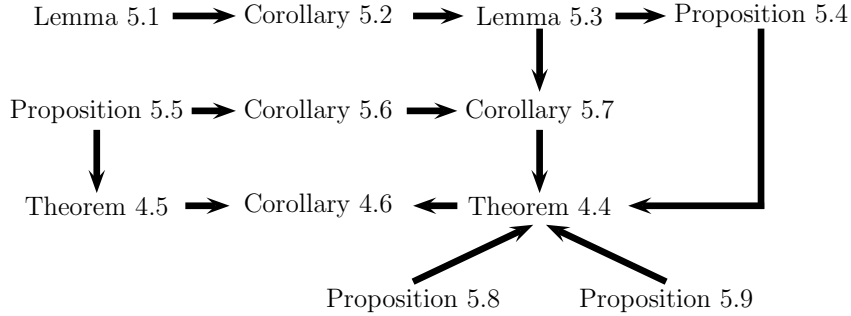 Lemma 5.1 Corollary 5.2 Lemma 5.3 Proposition 5.4
Proposition 5.5 Corollary 5.6 Corollary 5.7
Theorem 4.5 Corollary 4.6 Theorem 4.4
Proposition 5.8 Proposition 5.9